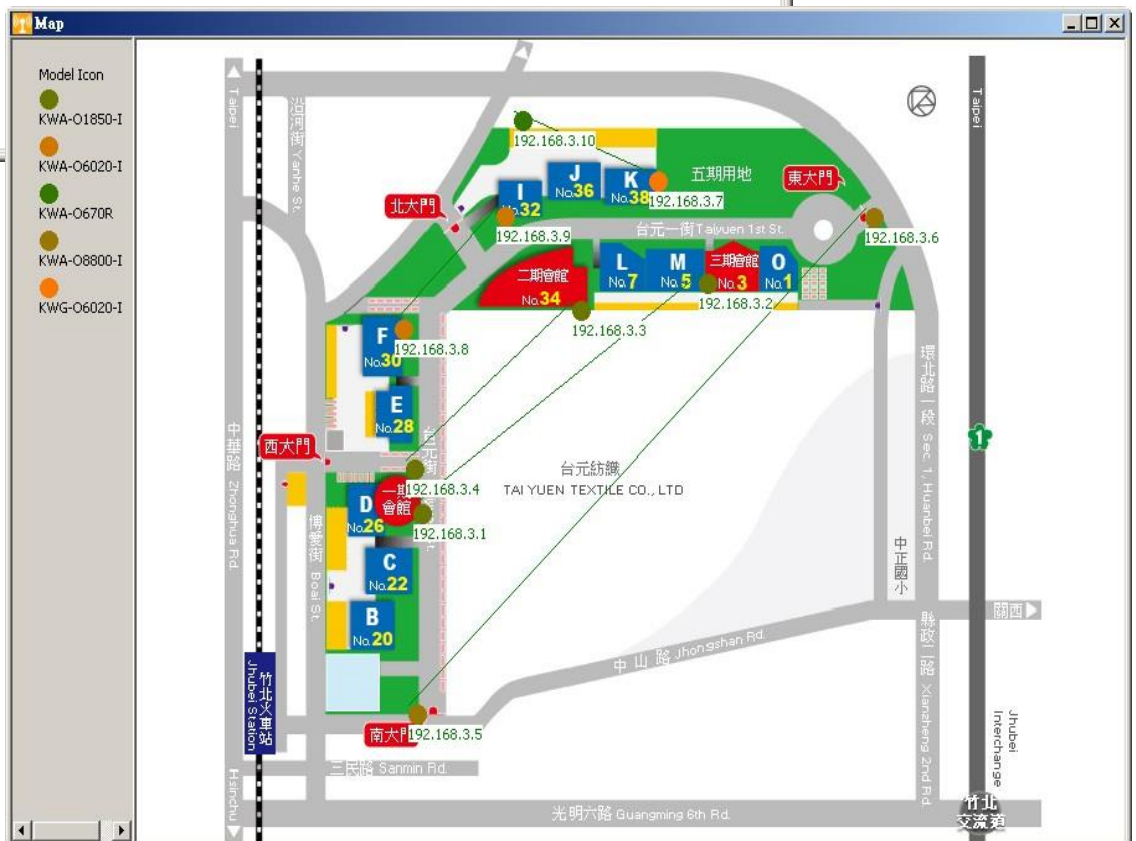 Map
Model Icon
KWA-O1850-I
KWA-O6020-I
KWA-O670R
KWA-O8800-I
KWG-O6020-I
Taipei
沿河街 Yanhe St.
Taipei
192.168.3.10
J
No.36
K
No.38
I
No.32
192.168.3.7
五期用地
東大門
北大門
192.168.3.9
台元一街Taiyuen 1st St.
192.168.3.6
二期會館
No.34
L
No.7
M
No.5
三期會館
No.3
O
No.1
192.168.3.2
192.168.3.3
F
No.30
192.168.3.8
E
No.28
環北路一段 Sec. 1, Huanbei Rd.
中華路 Zhonghua Rd.
西大門
台元街
1
台元紡織
TAI YUEN TEXTILE CO., LTD
192.168.3.4
D
No.26
一期
會館
192.168.3.1
St.
博愛街 Boai St.
C
No.22
中正國小
B
No.20
關西
中山路 Jhongshan Rd.
縣政二路 Xianzheng 2nd Rd.
竹北火車站
Jhubei Station
南大門
192.168.3.5
三民路 Sanmin Rd.
Jhubei
Interchange
Hsinchu
光明六路 Guangming 6th Rd.
竹北
交流道